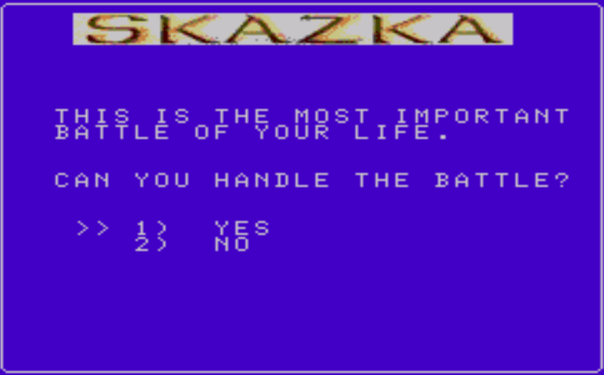 SKAZKA
THIS IS THE MOST IMPORTANT
BATTLE OF YOUR LIFE.
CAN YOU HANDLE THE BATTLE?
>> 1) YES
2) NO